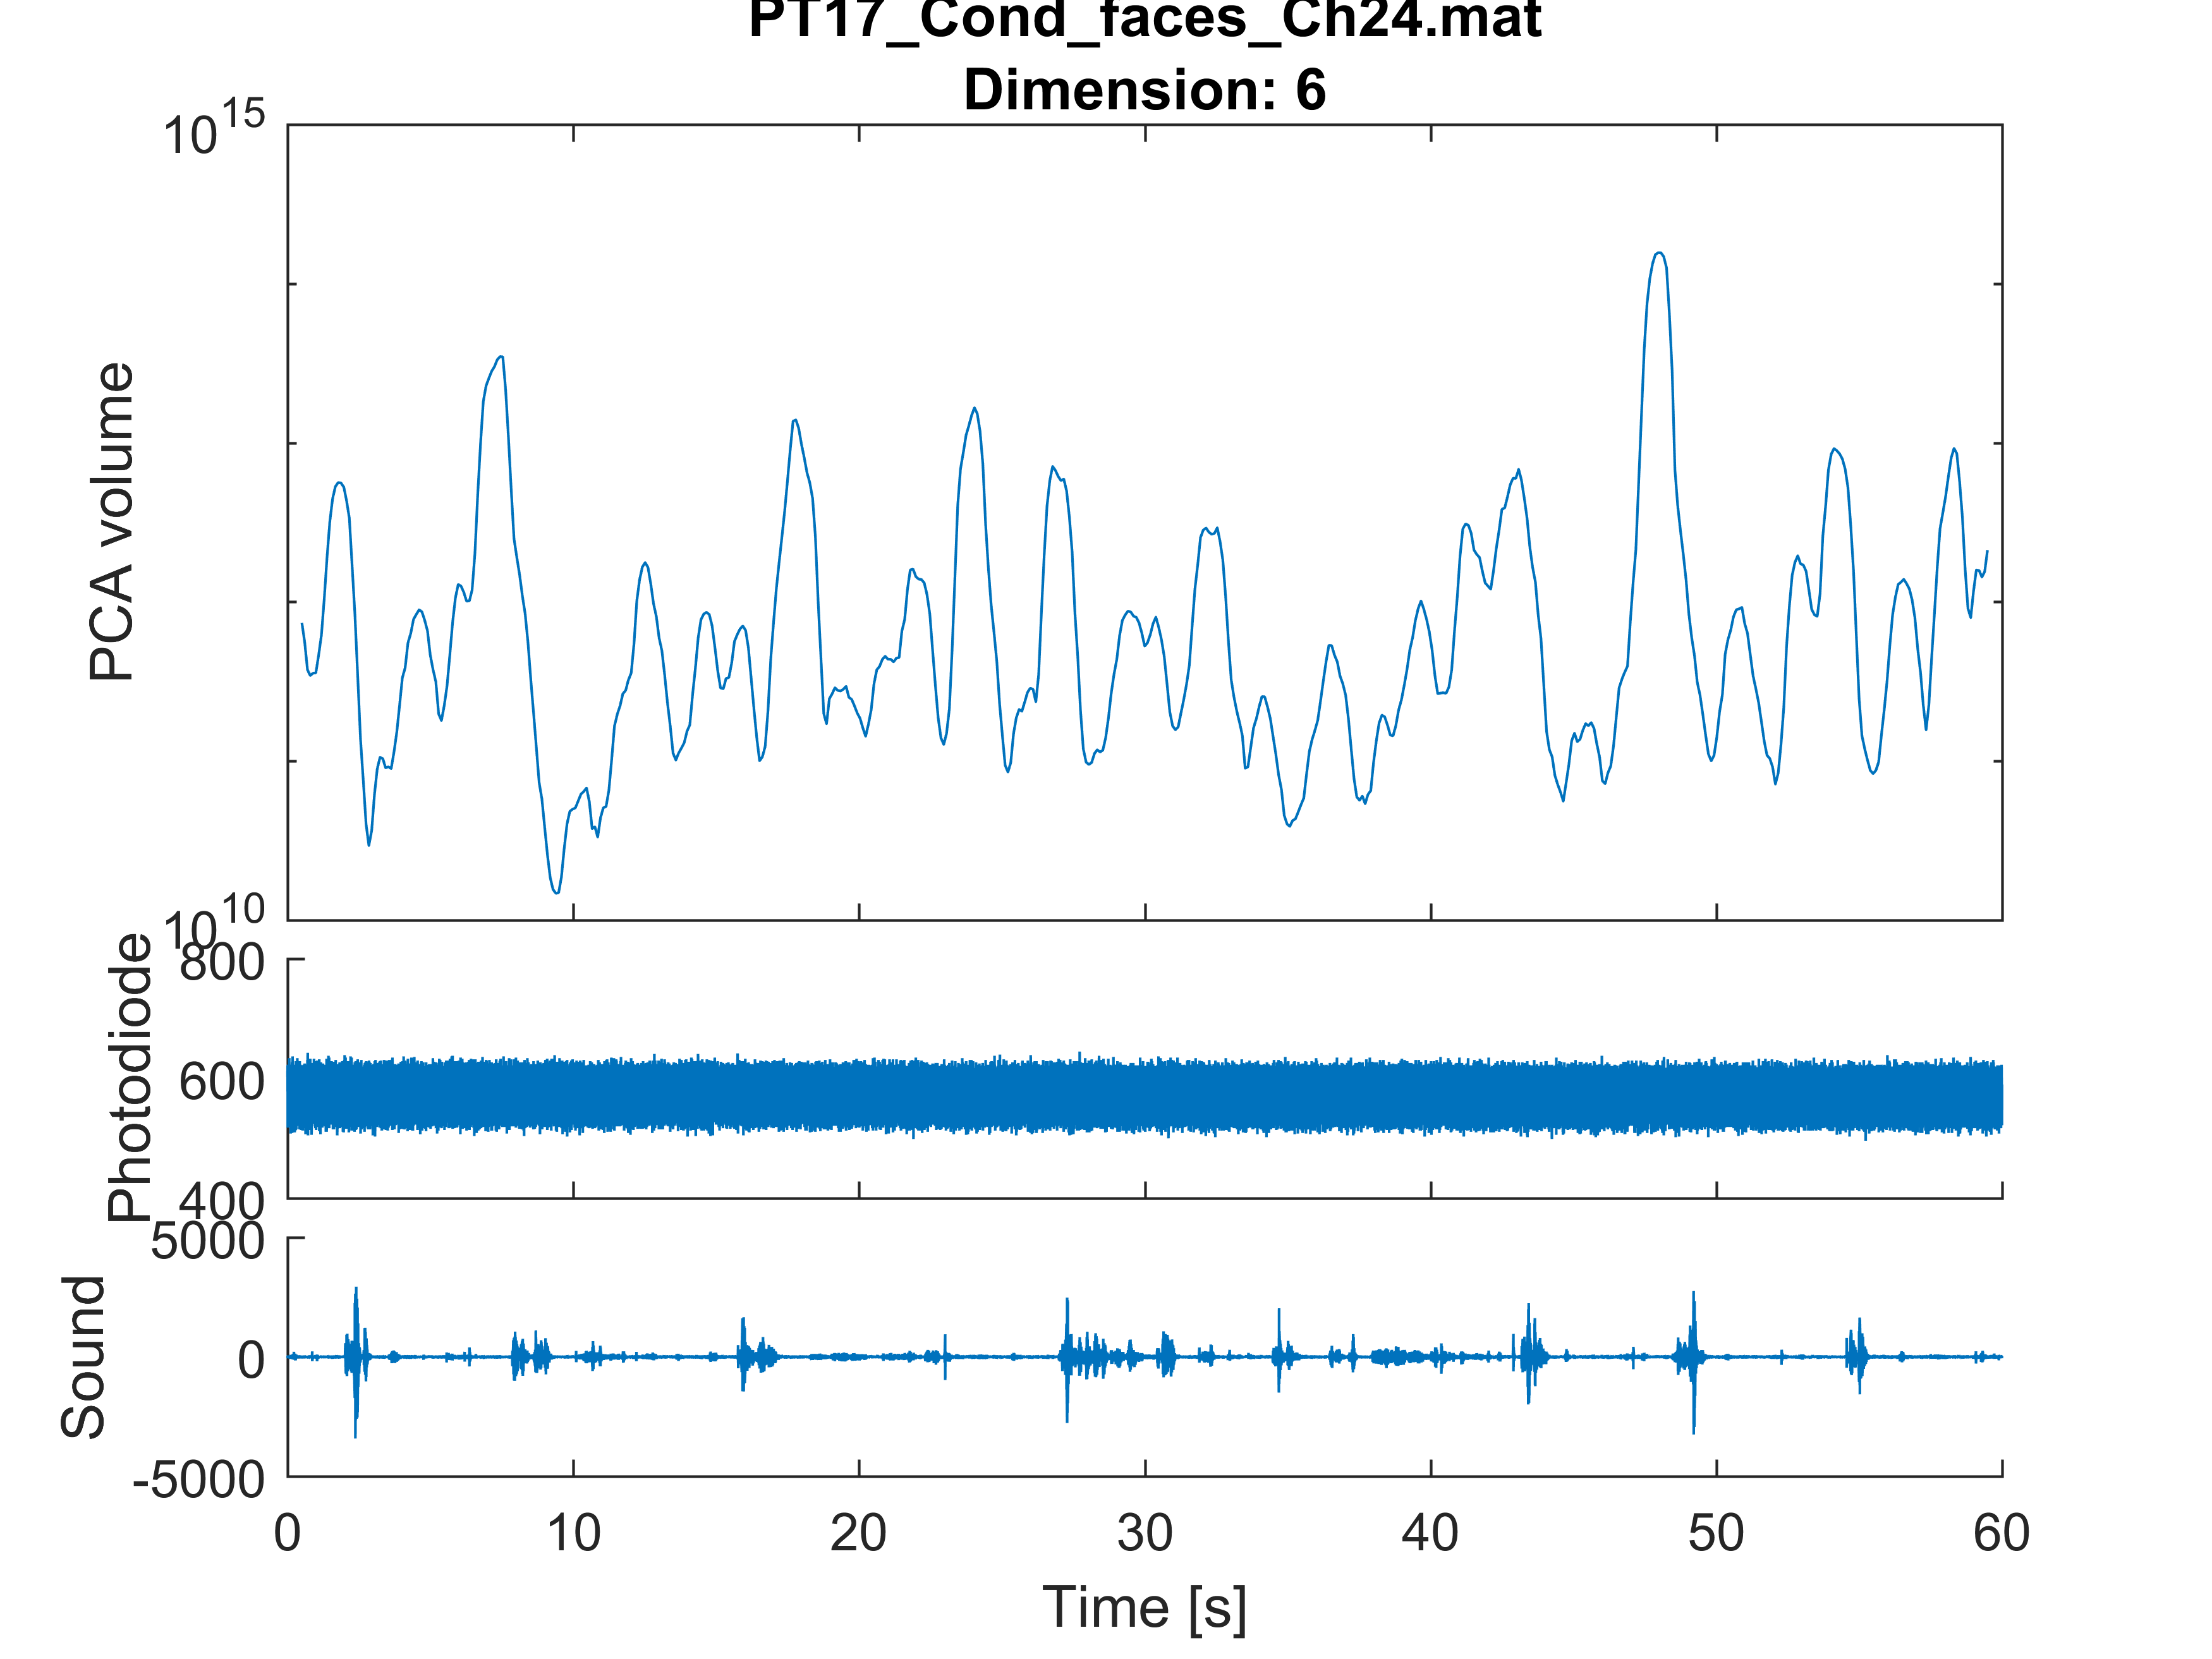 PT17_Cond_faces_Ch24.mat
Dimension: 6
10^15
PCA volume
10^10
800
Photodiode
600
400
5000
Sound
0
-5000
0 10 20 30 40 50 60
Time [s]